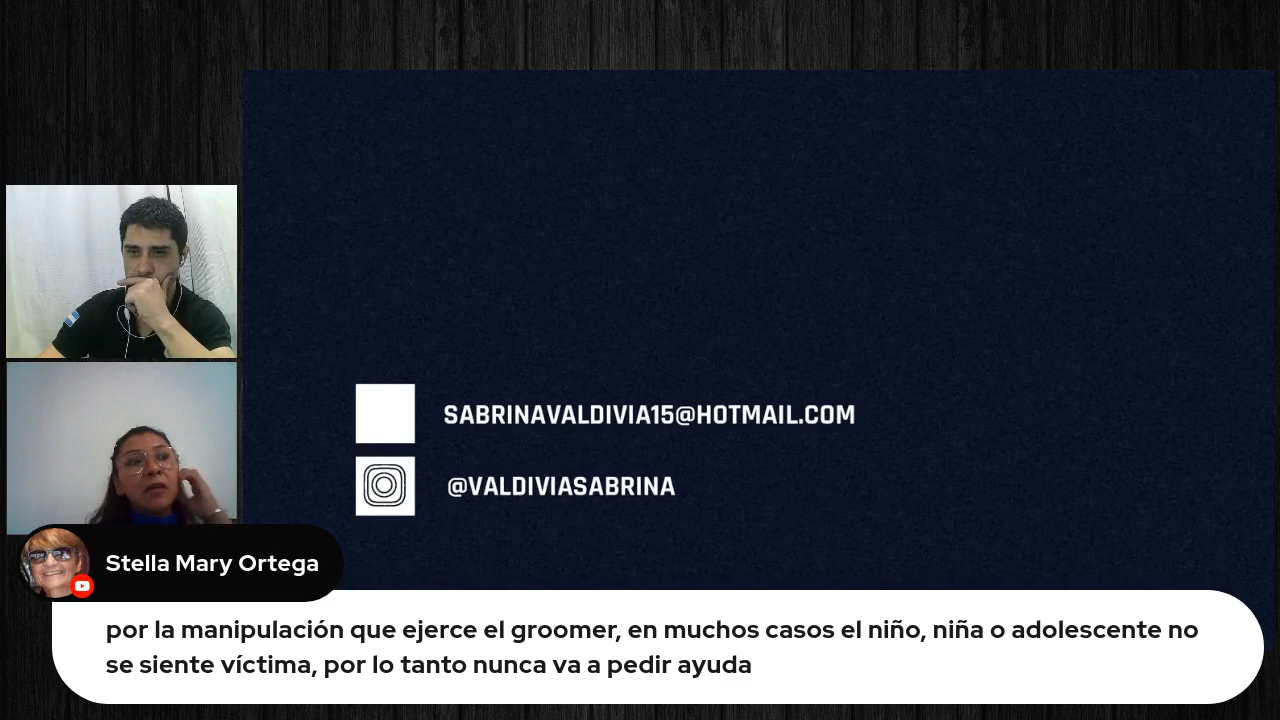 SABRINAVALDIVIA15@HOTMAIL.COM
@VALDIVIASABRINA
Stella Mary Ortega
por la manipulación que ejerce el groomer, en muchos casos el niño, niña o adolescente no
se siente víctima, por lo tanto nunca va a pedir ayuda